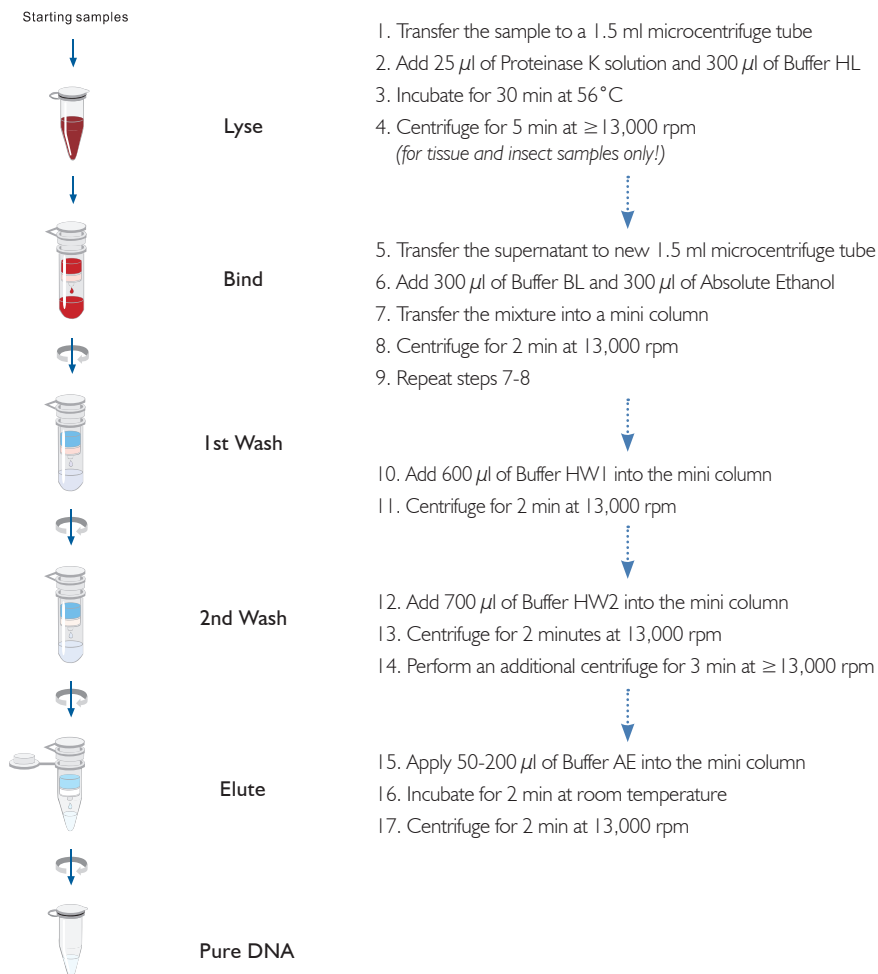 Starting samples
Lyse
1. Transfer the sample to a 1.5 ml microcentrifuge tube
2. Add 25 µl of Proteinase K solution and 300 µl of Buffer HL
3. Incubate for 30 min at 56°C
4. Centrifuge for 5 min at ≥13,000 rpm
(for tissue and insect samples only!)
Bind
5. Transfer the supernatant to new 1.5 ml microcentrifuge tube
6. Add 300 µl of Buffer BL and 300 µl of Absolute Ethanol
7. Transfer the mixture into a mini column
8. Centrifuge for 2 min at 13,000 rpm
9. Repeat steps 7-8
1st Wash
10. Add 600 µl of Buffer HW1 into the mini column
11. Centrifuge for 2 min at 13,000 rpm
2nd Wash
12. Add 700 µl of Buffer HW2 into the mini column
13. Centrifuge for 2 minutes at 13,000 rpm
14. Perform an additional centrifuge for 3 min at ≥13,000 rpm
Elute
15. Apply 50-200 µl of Buffer AE into the mini column
16. Incubate for 2 min at room temperature
17. Centrifuge for 2 min at 13,000 rpm
Pure DNA